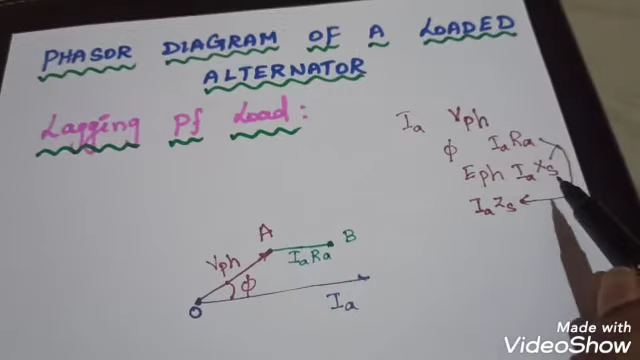 PHASOR DIAGRAM OF A LOADED
ALTERNATOR
Lagging Pf Load:
Ia Vph
ϕ IaRa
Eph IaXs
IaZs
A
B
Vph
IaRa
ϕ
O
Ia
Made with
VideoShow